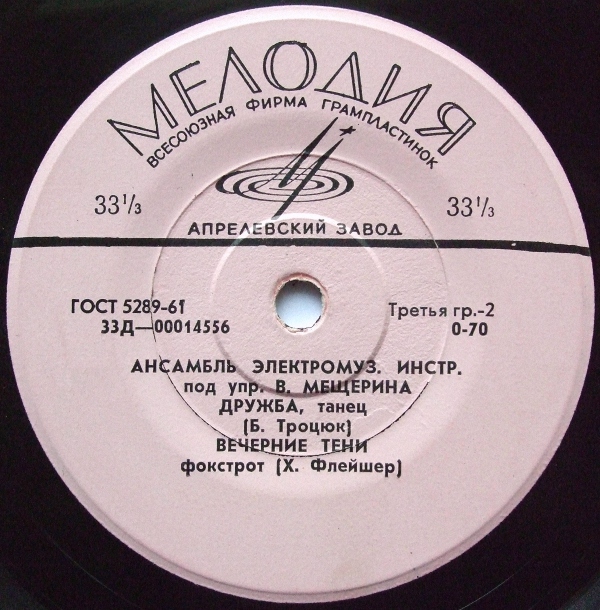 МЕЛОДИЯ
ВСЕСОЮЗНАЯ ФИРМА ГРАМПЛАСТИНОК
33⅓ 33⅓
АПРЕЛЕВСКИЙ ЗАВОД
ГОСТ 5289-61 Третья гр.-2
33Д—00014556 0-70
АНСАМБЛЬ ЭЛЕКТРОМУЗ. ИНСТР.
под упр. В. МЕЩЕРИНА
ДРУЖБА, танец
(Б. Троцюк)
ВЕЧЕРНИЕ ТЕНИ
фокстрот (Х. Флейшер)